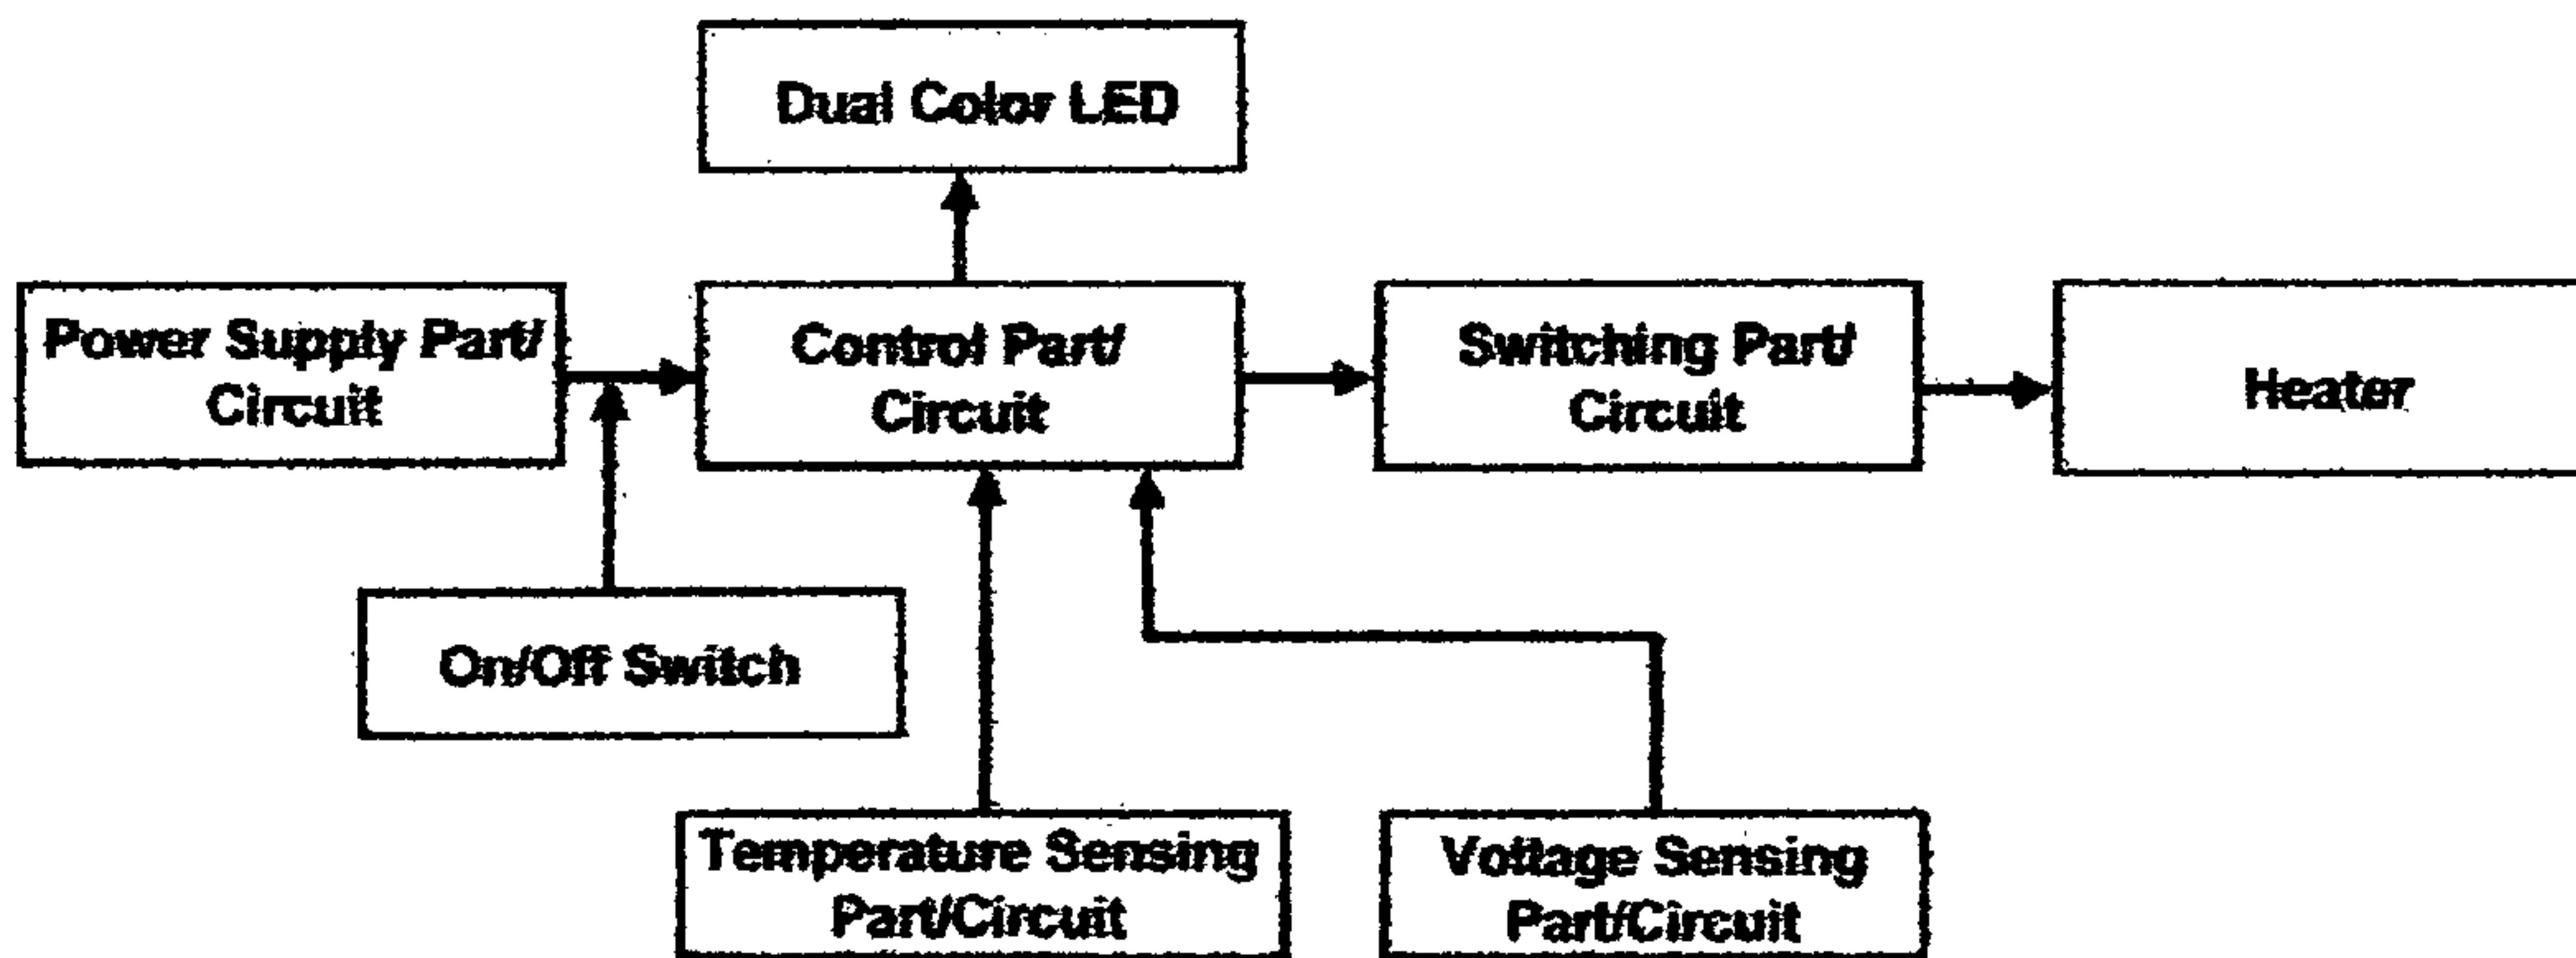 Dual Color LED
Power Supply Part/
Circuit
Control Part/
Circuit
Switching Part/
Circuit
Heater
On/Off Switch
Temperature Sensing
Part/Circuit
Voltage Sensing
Part/Circuit